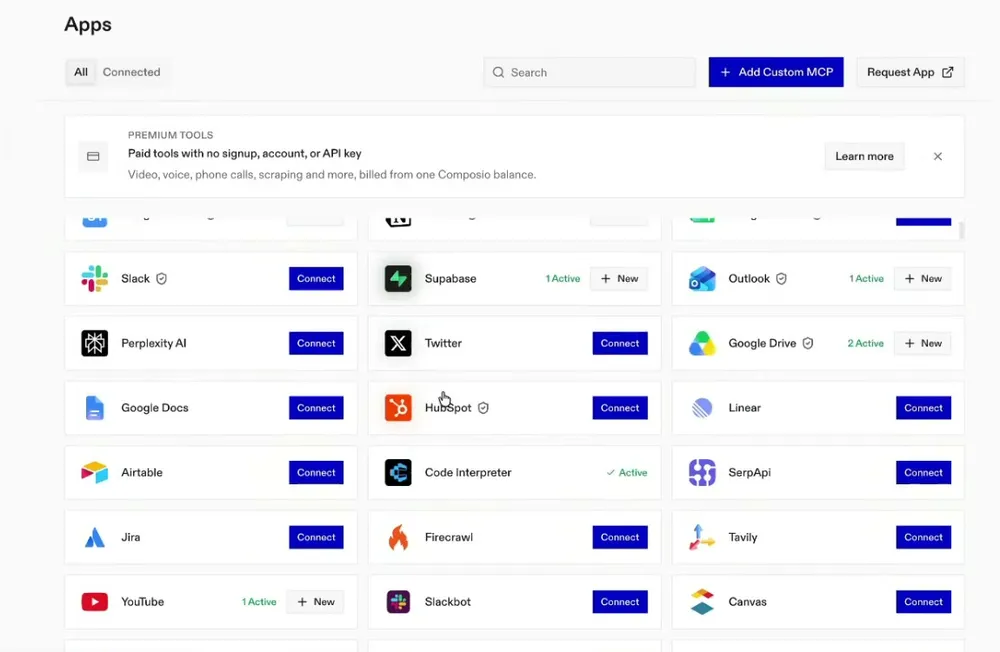 Apps
All Connected Search + Add Custom MCP Request App
PREMIUM TOOLS
Paid tools with no signup, account, or API key
Video, voice, phone calls, scraping and more, billed from one Composio balance.
Learn more
Slack Connect Supabase 1 Active + New Outlook 1 Active + New
Perplexity AI Connect Twitter Connect Google Drive 2 Active + New
Google Docs Connect HubSpot Connect Linear Connect
Airtable Connect Code Interpreter Active SerpApi Connect
Jira Connect Firecrawl Connect Tavily Connect
YouTube 1 Active + New Slackbot Connect Canvas Connect